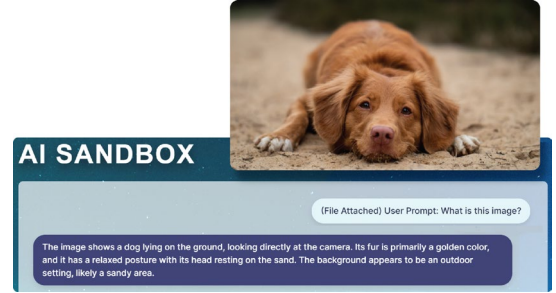 AI SANDBOX
(File Attached) User Prompt: What is this image?
The image shows a dog lying on the ground, looking directly at the camera. Its fur is primarily a golden color,
and it has a relaxed posture with its head resting on the sand. The background appears to be an outdoor
setting, likely a sandy area.